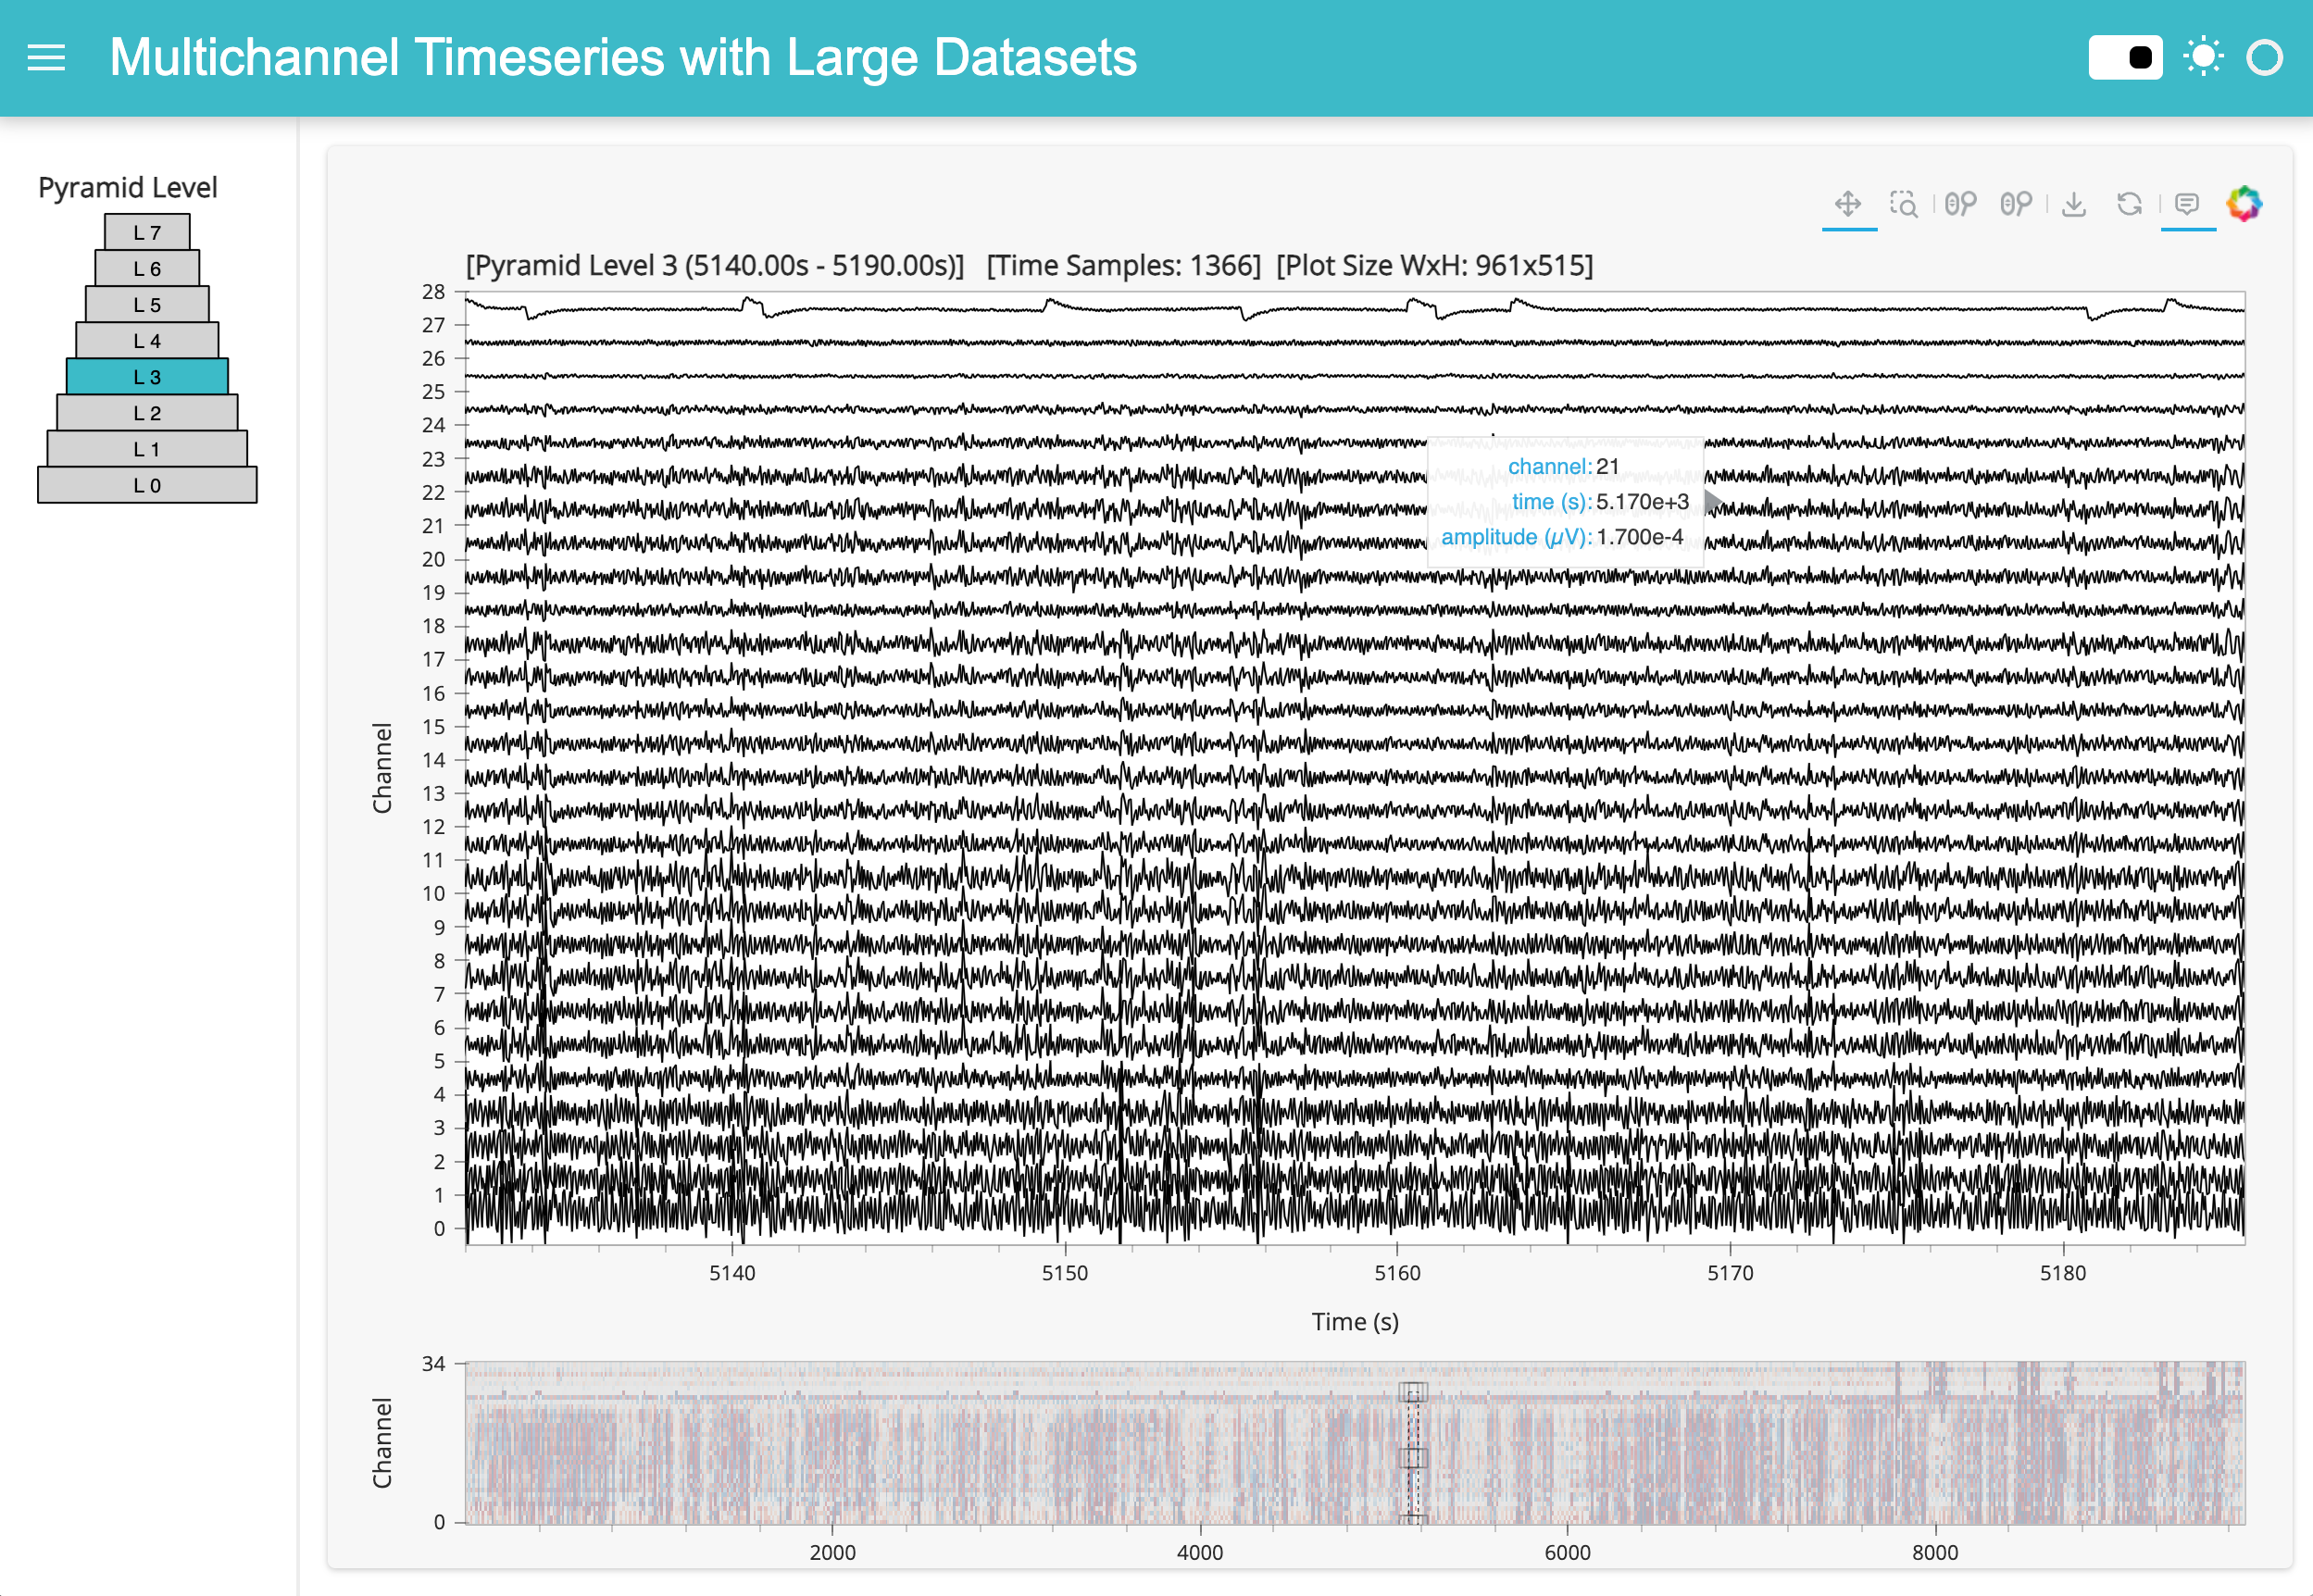 Multichannel Timeseries with Large Datasets
Pyramid Level
L 7
L 6
L 5
L 4
L 3
L 2
L 1
L 0
[Pyramid Level 3 (5140.00s - 5190.00s)] [Time Samples: 1366] [Plot Size WxH: 961x515]
28
27
26
25
24
23
22
21
20
19
18
17
16
15
14
13
12
11
10
9
8
7
6
5
4
3
2
1
0
Channel
channel: 21
time (s): 5.170e+3
amplitude (µV): 1.700e-4
5140 5150 5160 5170 5180
Time (s)
34
0
Channel
2000 4000 6000 8000